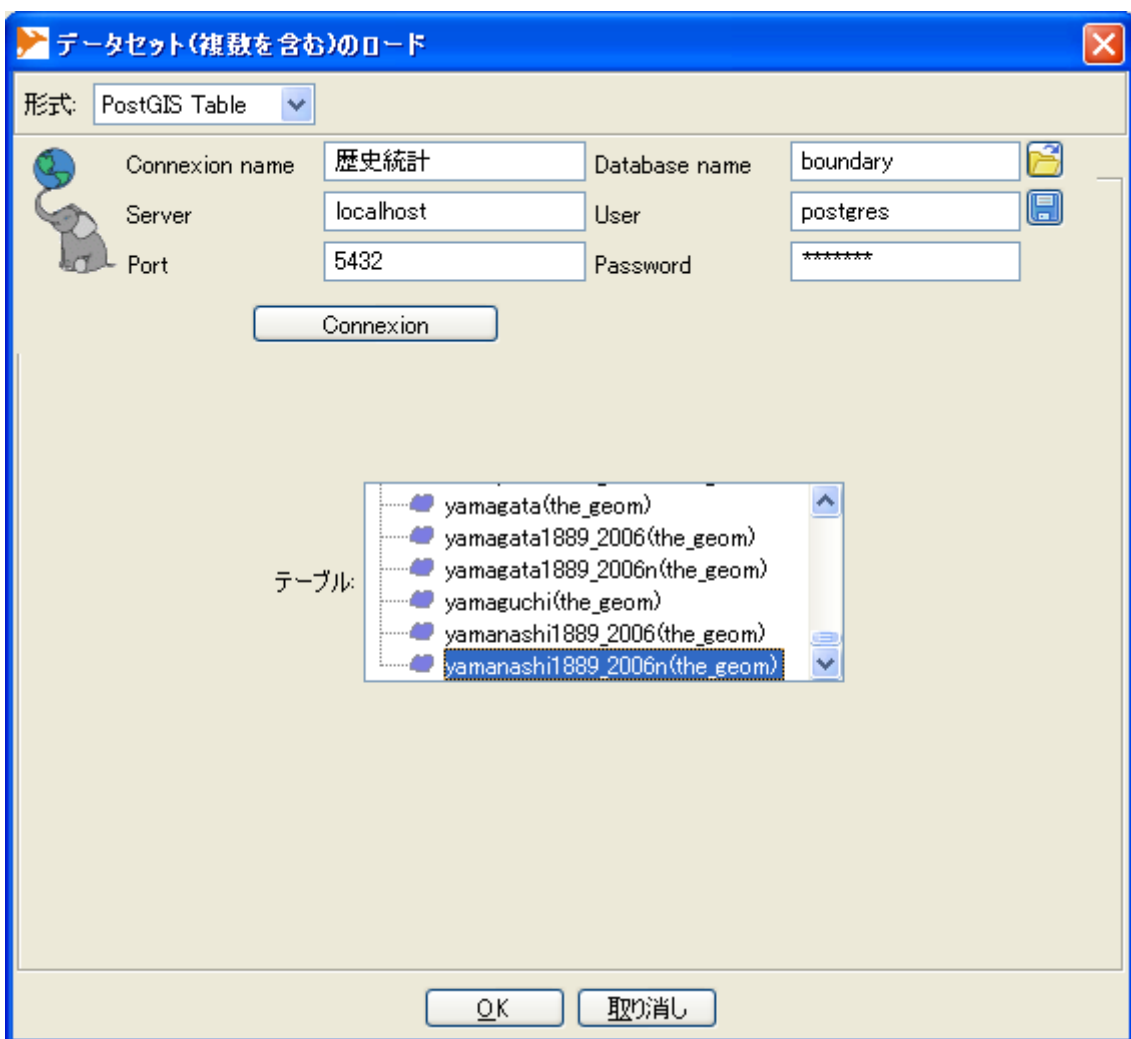 データセット(複数を含む)のロード
形式: PostGIS Table
Connexion name 歴史統計 Database name boundary
Server localhost User postgres
Port 5432 Password *******
Connexion
yamagata(the_geom)
yamagata1889_2006(the_geom)
テーブル: yamagata1889_2006n(the_geom)
yamaguchi(the_geom)
yamanashi1889_2006(the_geom)
yamanashi1889_2006n(the_geom)
OK 取り消し